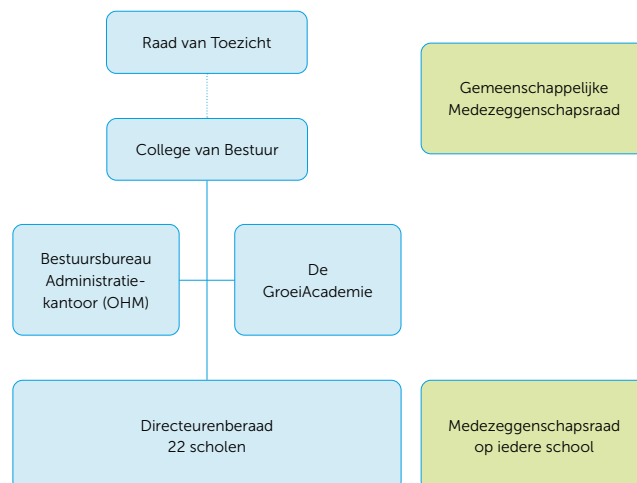 Raad van Toezicht
Gemeenschappelijke
Medezeggenschapsraad
College van Bestuur
Bestuursbureau
Administratie-
kantoor (OHM)
De
GroeiAcademie
Directeurenberaad
22 scholen
Medezeggenschapsraad
op iedere school